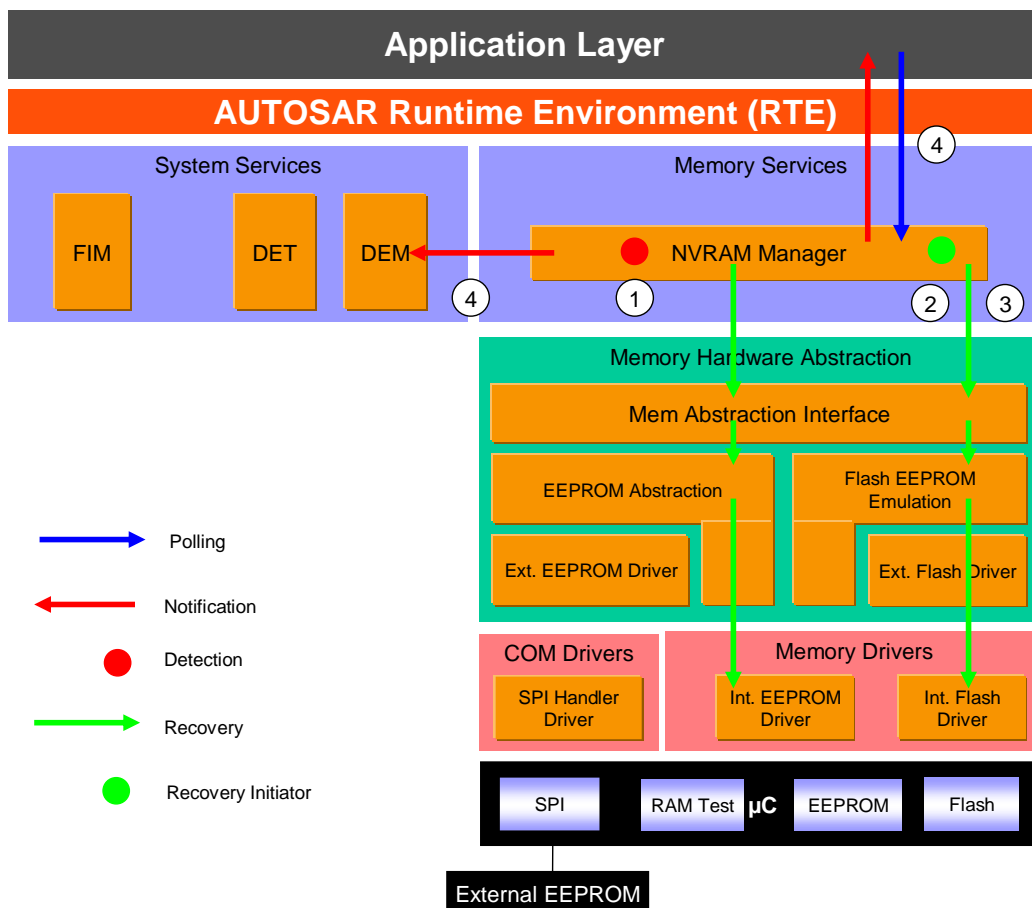 Application Layer
AUTOSAR Runtime Environment (RTE)
4
System Services
Memory Services
FIM
DET
DEM
NVRAM Manager
4
1
2
3
Memory Hardware Abstraction
Mem Abstraction Interface
EEPROM Abstraction
Flash EEPROM
Emulation
Ext. EEPROM Driver
Ext. Flash Driver
Polling
Notification
Detection
Recovery
Recovery Initiator
COM Drivers
Memory Drivers
SPI Handler
Driver
Int. EEPROM
Driver
Int. Flash
Driver
SPI
RAM Test
µC
EEPROM
Flash
External EEPROM